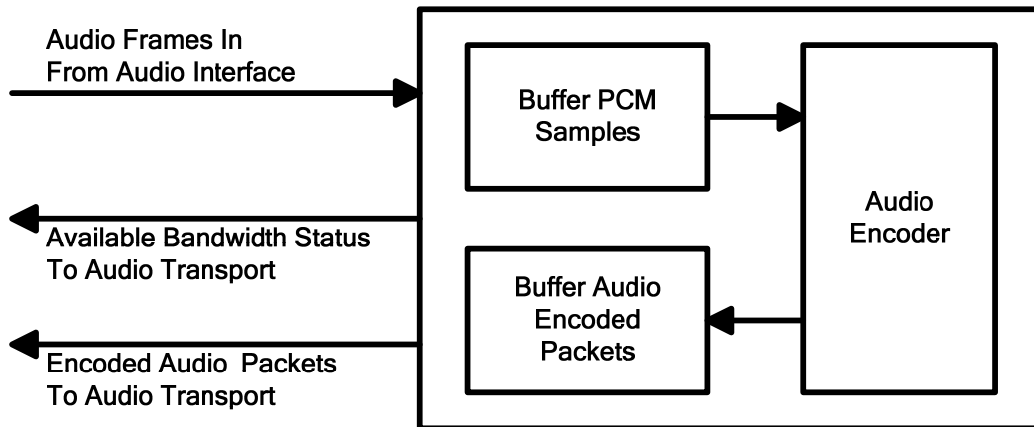 Audio Frames In
From Audio Interface
Available Bandwidth Status
To Audio Transport
Encoded Audio Packets
To Audio Transport
Buffer PCM
Samples
Buffer Audio
Encoded
Packets
Audio
Encoder